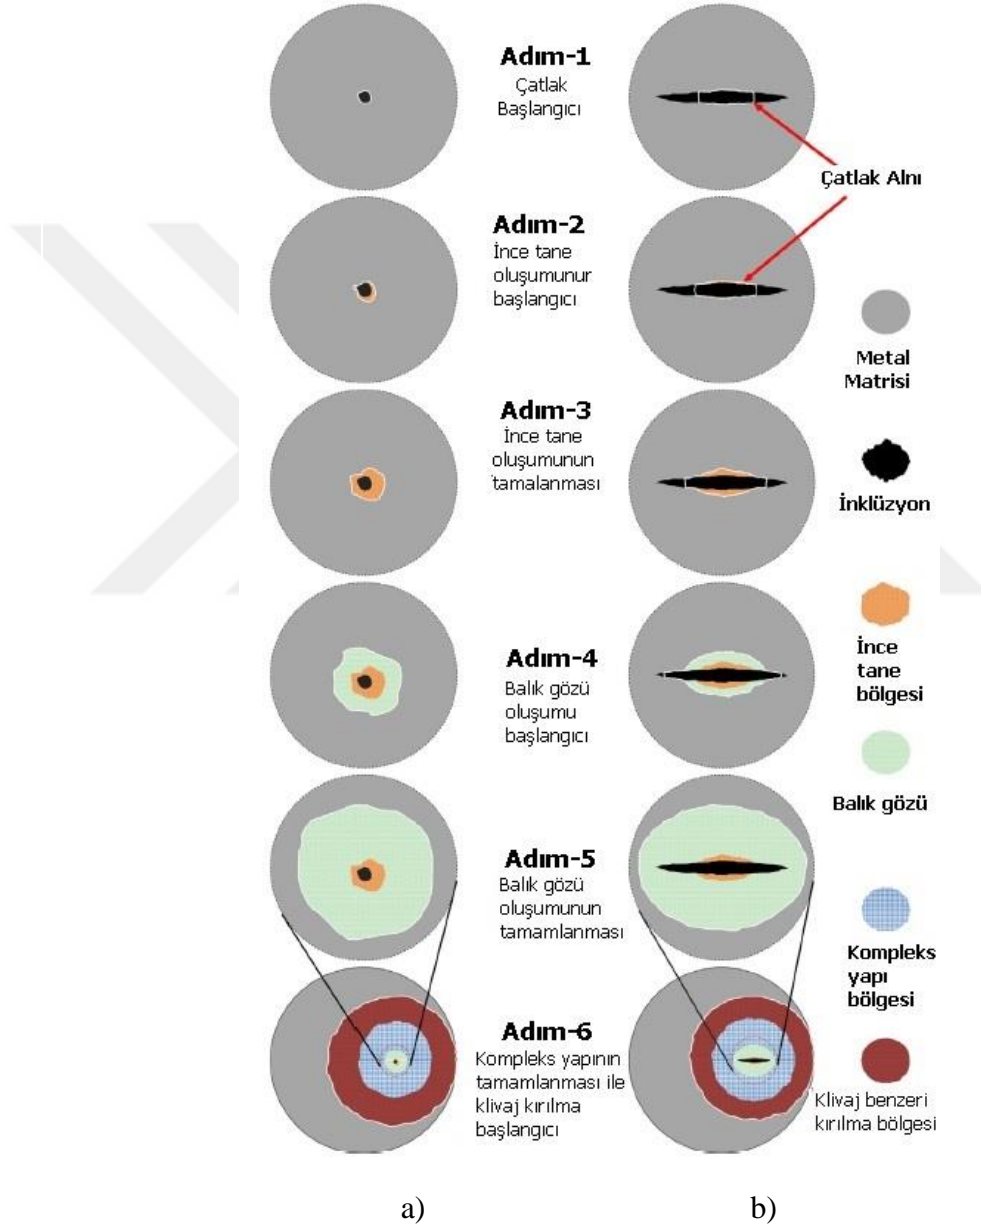 Adım-1
Çatlak
Başlangıcı
Çatlak Alnı
Adım-2
İnce tane
oluşumunur
başlangıcı
Metal
Matrisi
Adım-3
İnce tane
oluşumunun
tamalanması
İnklüzyon
İnce
tane
bölgesi
Adım-4
Balık gözü
oluşumu
başlangıcı
Balık gözü
Adım-5
Balık gözü
oluşumunun
tamamlanması
Kompleks
yapı
bölgesi
Adım-6
Kompleks yapının
tamamlanması ile
klivaj kırılma
başlangıcı
Klivaj benzeri
kırılma bölgesi
a)
b)